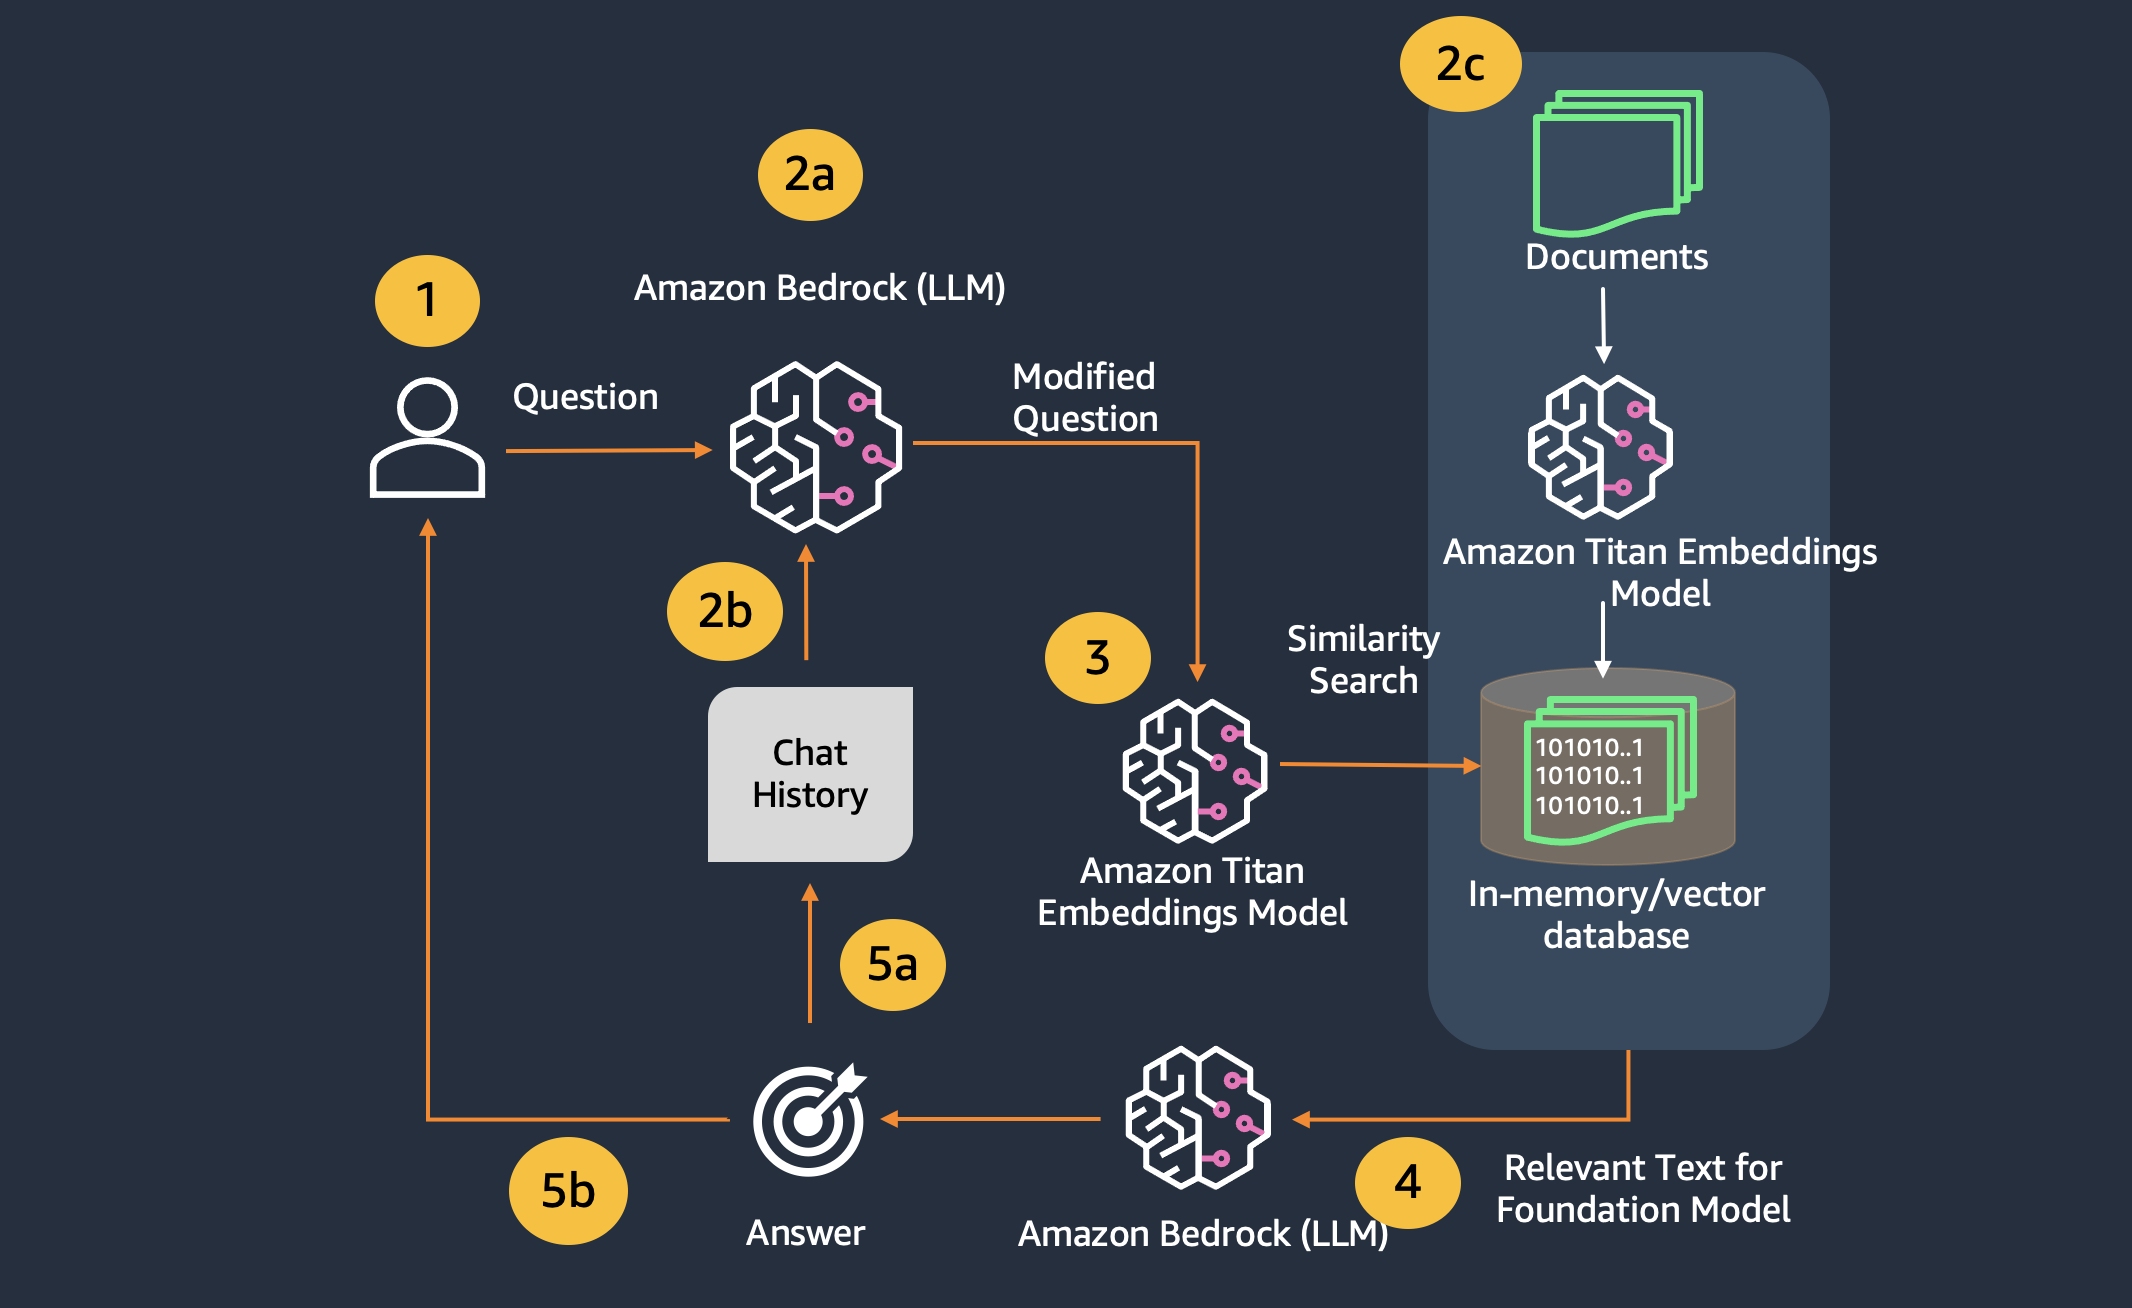 2c
2a
Documents
Amazon Bedrock (LLM)
1
Question
Modified
Question
Amazon Titan Embeddings
Model
2b
3
Similarity
Search
Chat
History
101010..1
101010..1
101010..1
Amazon Titan
Embeddings Model
In-memory/vector
database
5a
5b
4
Relevant Text for
Foundation Model
Answer
Amazon Bedrock (LLM)